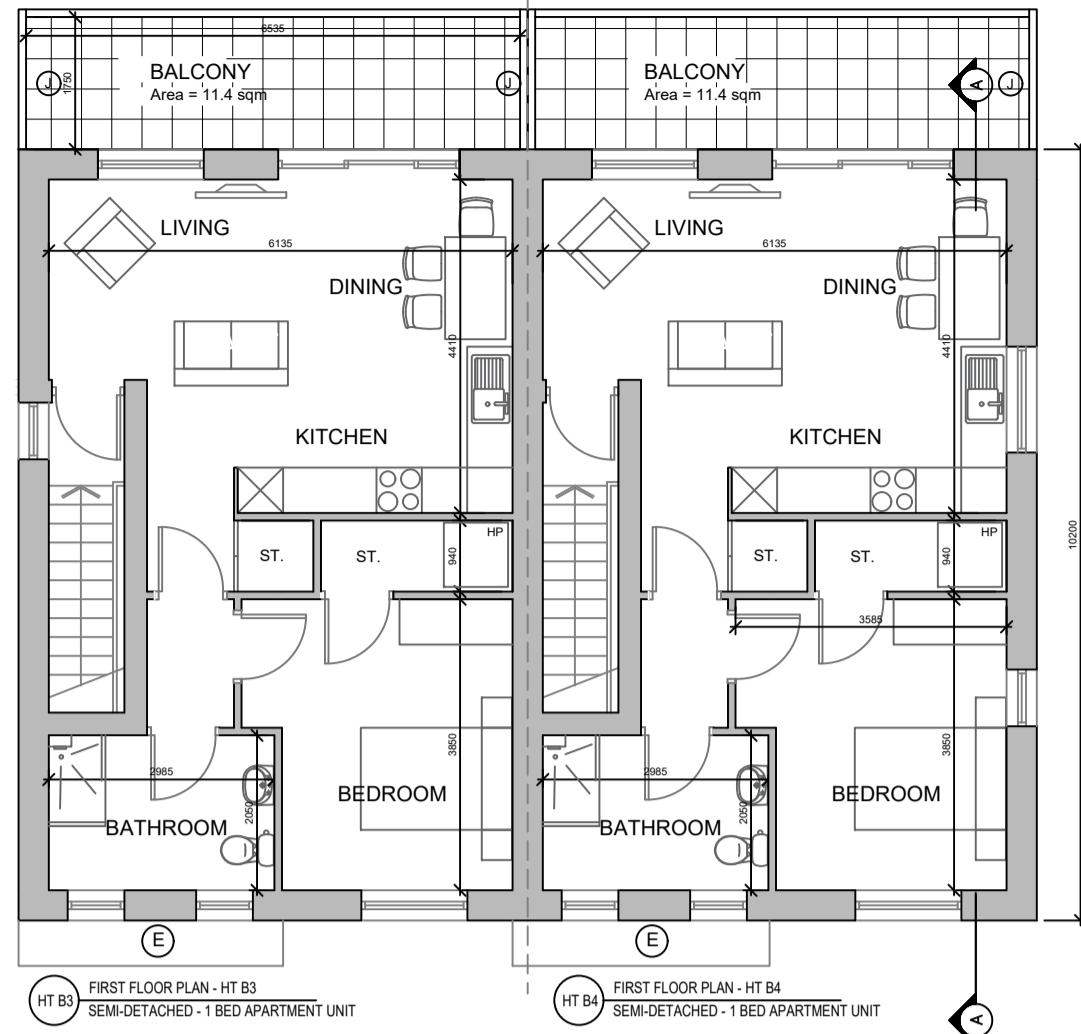 6535
1750
J
J
BALCONY
Area = 11.4 sqm
BALCONY
Area = 11.4 sqm
A
J
LIVING
6135
DINING
4410
KITCHEN
LIVING
6135
DINING
4410
KITCHEN
10200
ST.
ST.
940
HP
ST.
ST.
940
HP
3585
3850
2985
2050
BEDROOM
BATHROOM
3850
2985
2050
BEDROOM
BATHROOM
E
E
HT B3
FIRST FLOOR PLAN - HT B3
SEMI-DETACHED - 1 BED APARTMENT UNIT
HT B4
FIRST FLOOR PLAN - HT B4
SEMI-DETACHED - 1 BED APARTMENT UNIT
A